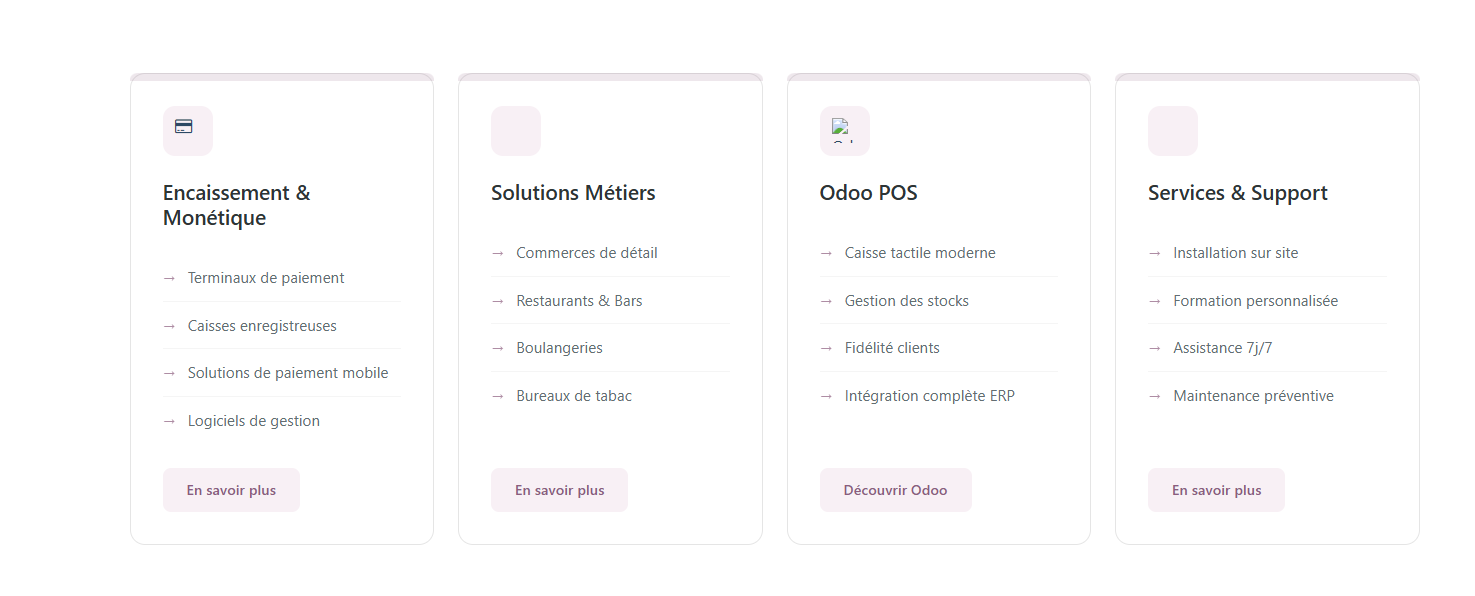 Encaissement &
Monétique
→ Terminaux de paiement
→ Caisses enregistreuses
→ Solutions de paiement mobile
→ Logiciels de gestion
En savoir plus
Solutions Métiers
→ Commerces de détail
→ Restaurants & Bars
→ Boulangeries
→ Bureaux de tabac
En savoir plus
Odoo POS
→ Caisse tactile moderne
→ Gestion des stocks
→ Fidélité clients
→ Intégration complète ERP
Découvrir Odoo
Services & Support
→ Installation sur site
→ Formation personnalisée
→ Assistance 7j/7
→ Maintenance préventive
En savoir plus